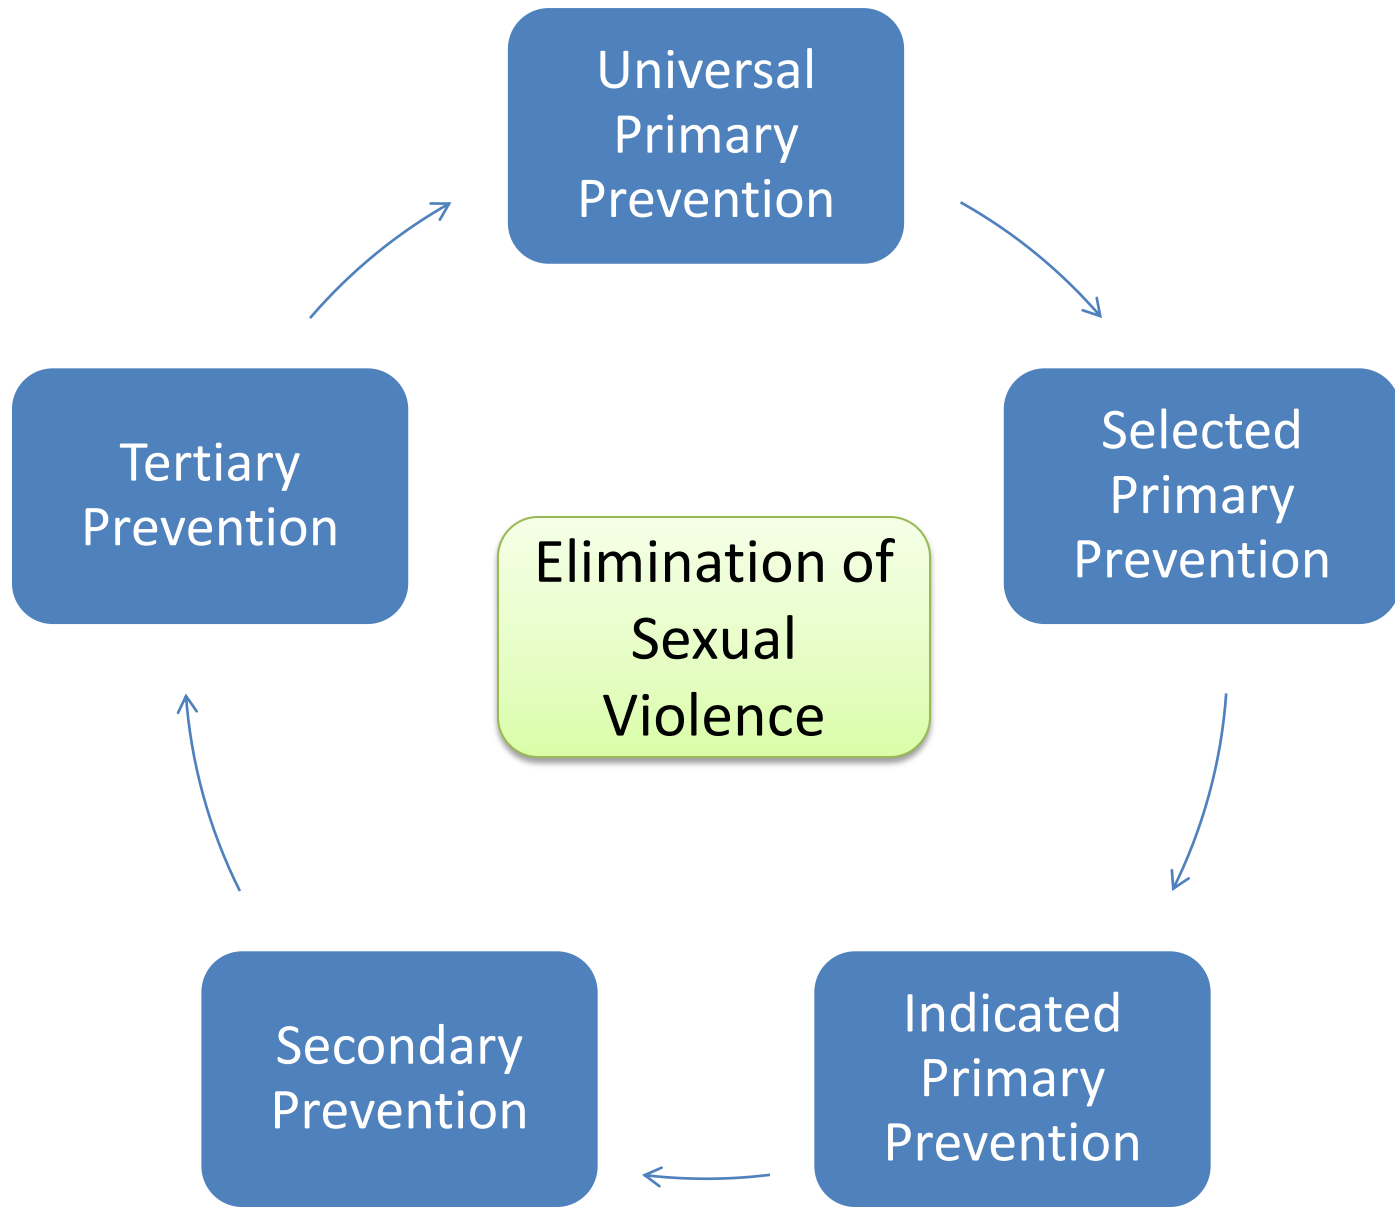 Universal
Primary
Prevention
Selected
Primary
Prevention
Indicated
Primary
Prevention
Secondary
Prevention
Tertiary
Prevention
Elimination of
Sexual
Violence